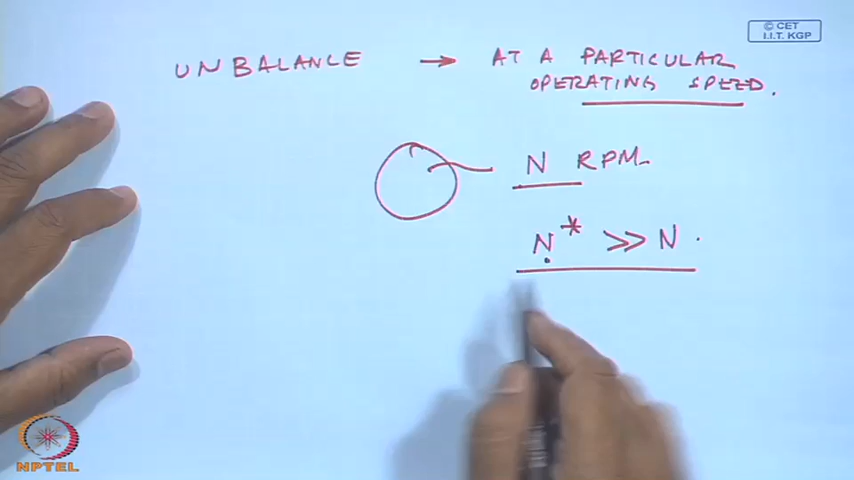 © CET
I.I.T. KGP
UNBALANCE → AT A PARTICULAR
OPERATING SPEED.
N RPM
N* >> N.
NPTEL